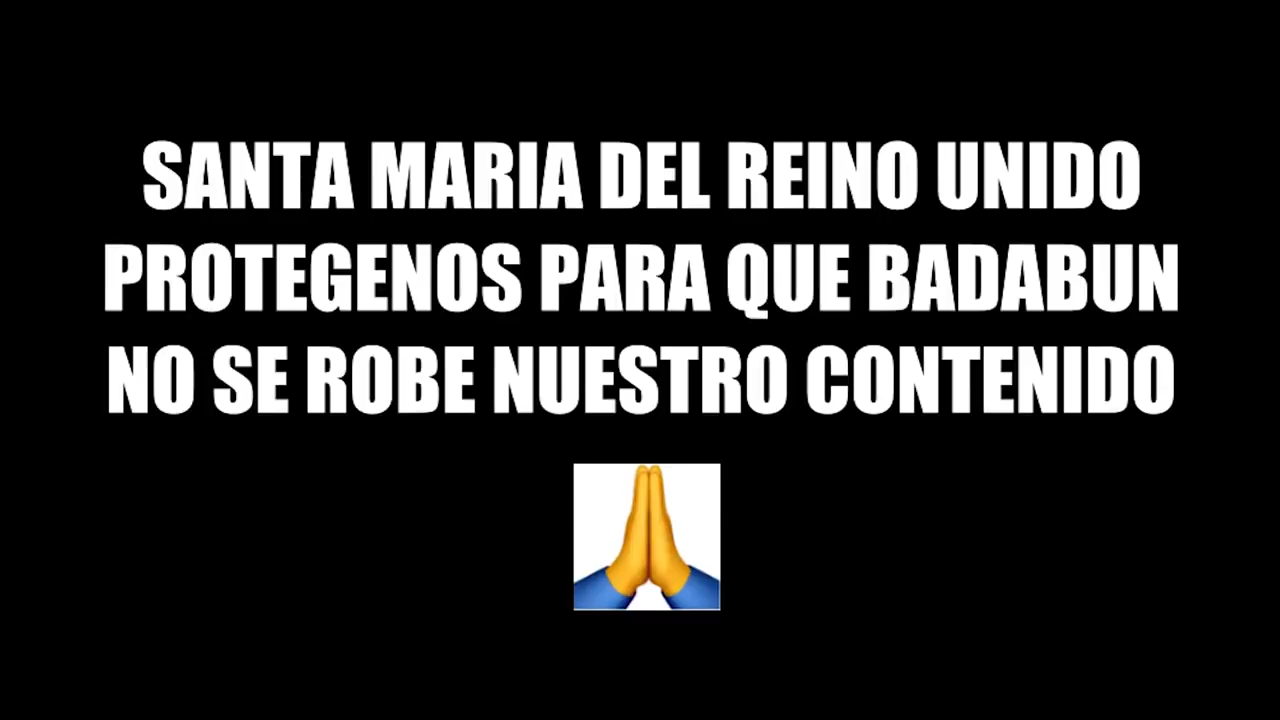 SANTA MARIA DEL REINO UNIDO
PROTEGENOS PARA QUE BADABUN
NO SE ROBE NUESTRO CONTENIDO